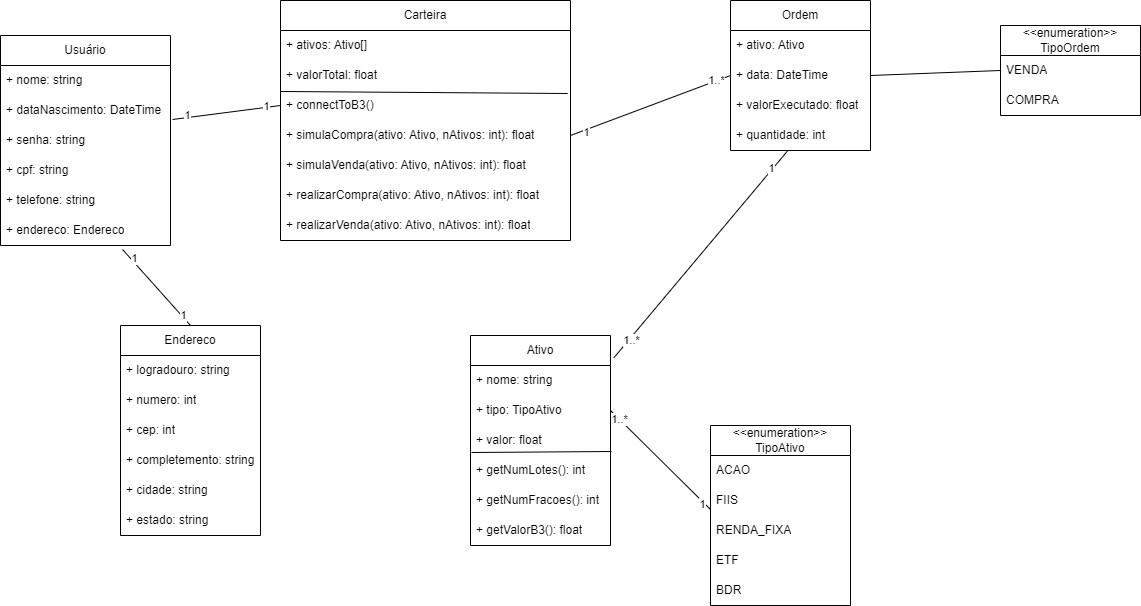 Usuário
+ nome: string
+ dataNascimento: DateTime
+ senha: string
+ cpf: string
+ telefone: string
+ endereco: Endereco
1
1
Carteira
+ ativos: Ativo[]
+ valorTotal: float
+ connectToB3()
+ simulaCompra(ativo: Ativo, nAtivos: int): float
+ simulaVenda(ativo: Ativo, nAtivos: int): float
+ realizarCompra(ativo: Ativo, nAtivos: int): float
+ realizarVenda(ativo: Ativo, nAtivos: int): float
1
1..*
Ordem
+ ativo: Ativo
+ data: DateTime
+ valorExecutado: float
+ quantidade: int
<<enumeration>>
TipoOrdem
VENDA
COMPRA
1
1
Endereco
+ logradouro: string
+ numero: int
+ cep: int
+ completemento: string
+ cidade: string
+ estado: string
1
1..*
Ativo
+ nome: string
+ tipo: TipoAtivo
+ valor: float
+ getNumLotes(): int
+ getNumFracoes(): int
+ getValorB3(): float
1..*
1
<<enumeration>>
TipoAtivo
ACAO
FIIS
RENDA_FIXA
ETF
BDR